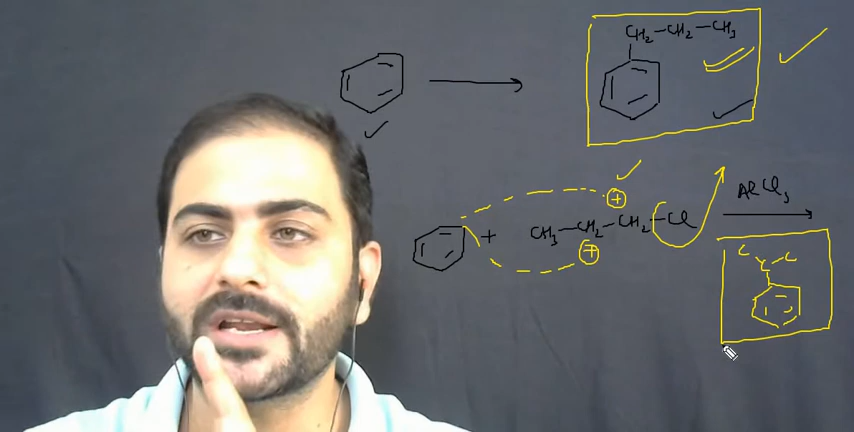 CH₂-CH₂-CH₃
+ CH₃-CH₂-CH₂-Cl
AlCl₃
+
+
C C
C